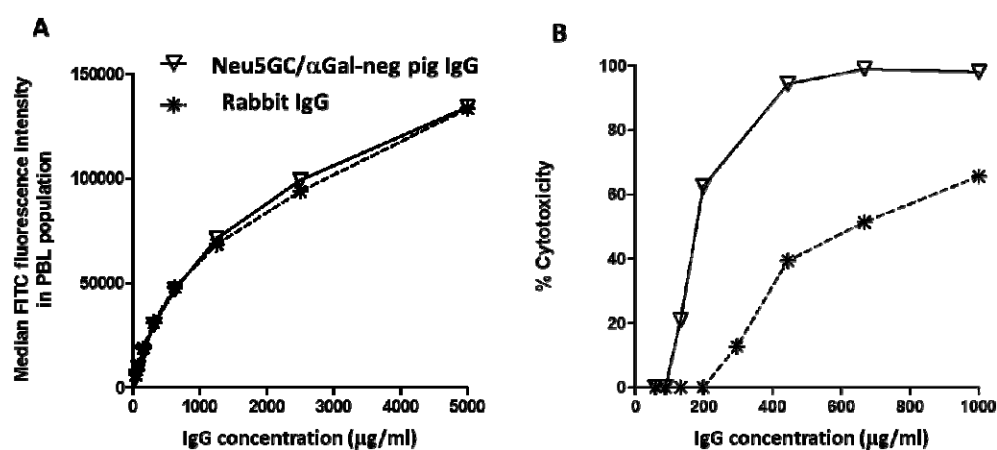 A
Neu5GC/αGal-neg pig IgG
Rabbit IgG
Median FITC fluorescence intensity
in PBL population
150000
100000
50000
0
0 1000 2000 3000 4000 5000
IgG concentration (μg/ml)
B
% Cytotoxicity
100
80
60
40
20
0
0 200 400 600 800 1000
IgG concentration (μg/ml)